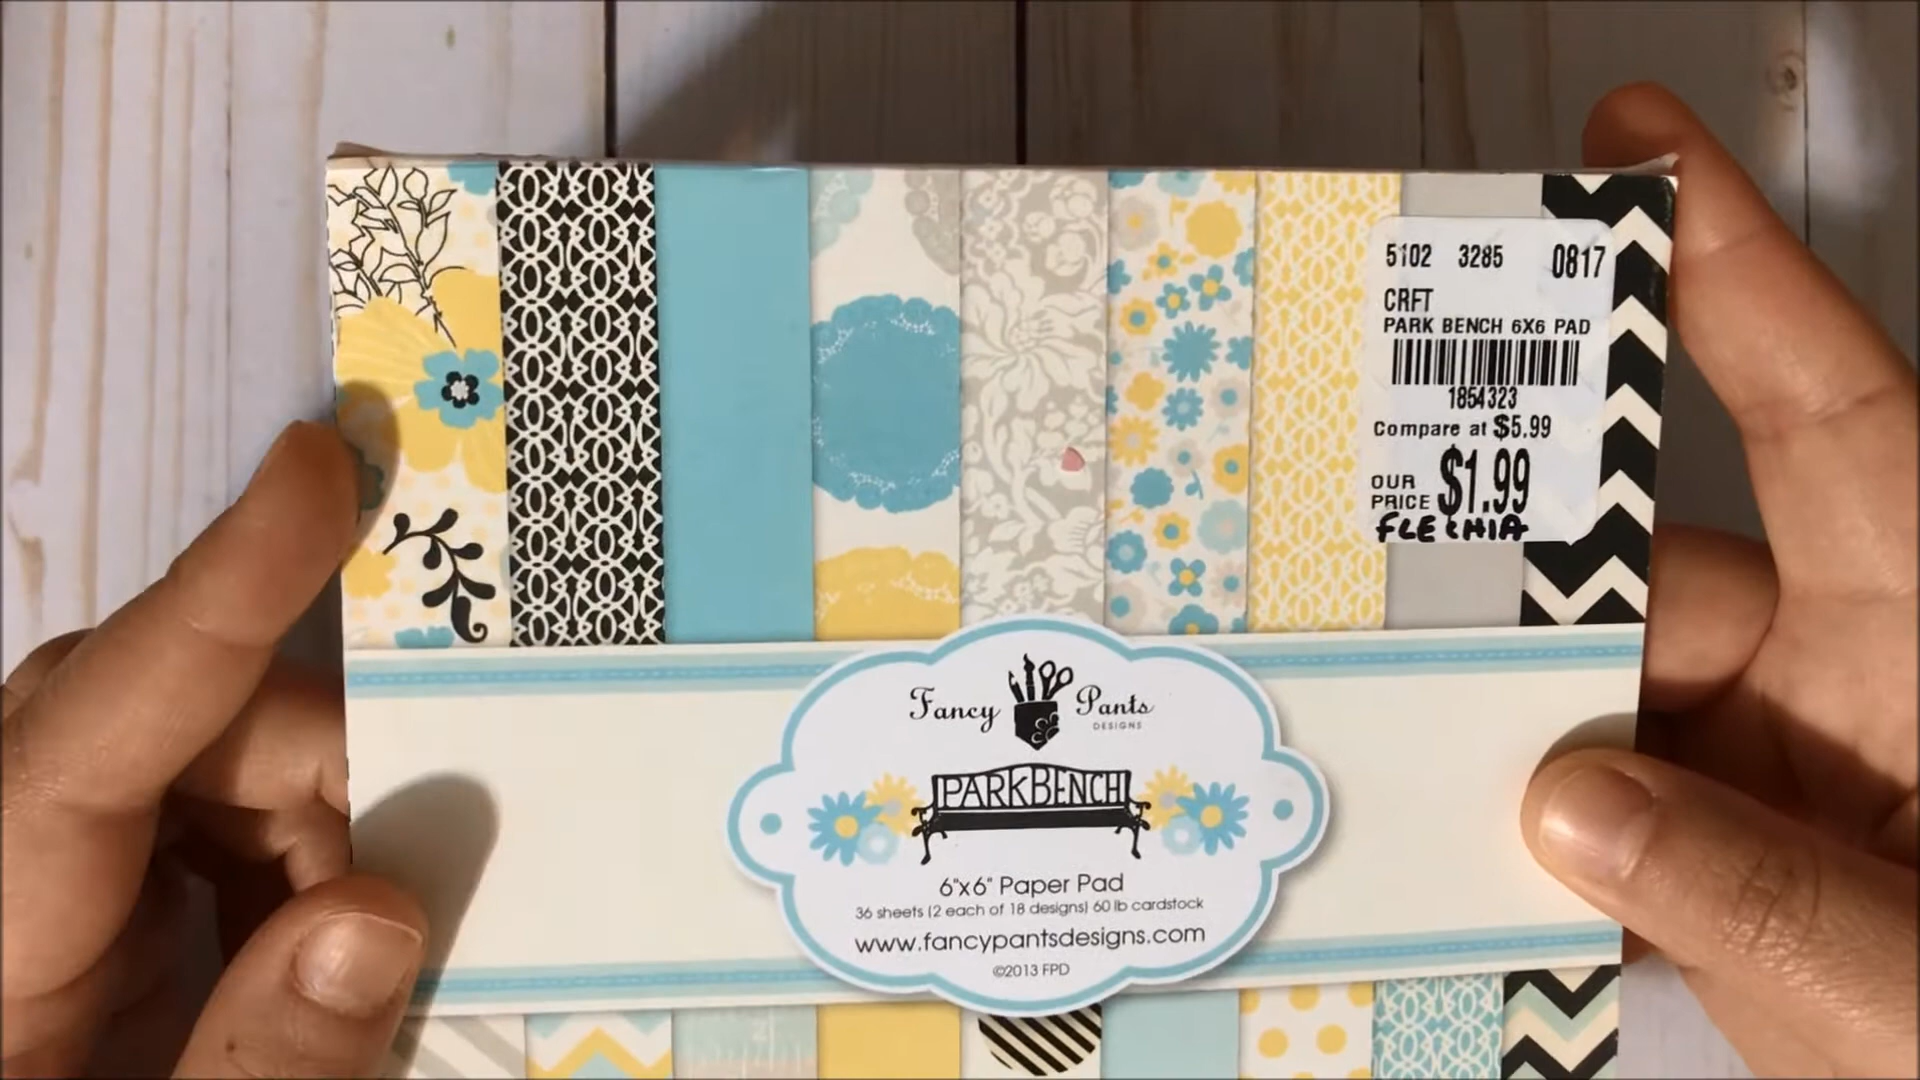 5102 3285 0817
CRFT
PARK BENCH 6X6 PAD
1854323
Compare at $5.99
OUR PRICE $1.99
FLECHIA
Fancy Pants
DESIGNS
PARK BENCH
6"x6" Paper Pad
36 sheets (2 each of 18 designs) 60 lb cardstock
www.fancypantsdesigns.com
©2013 FPD